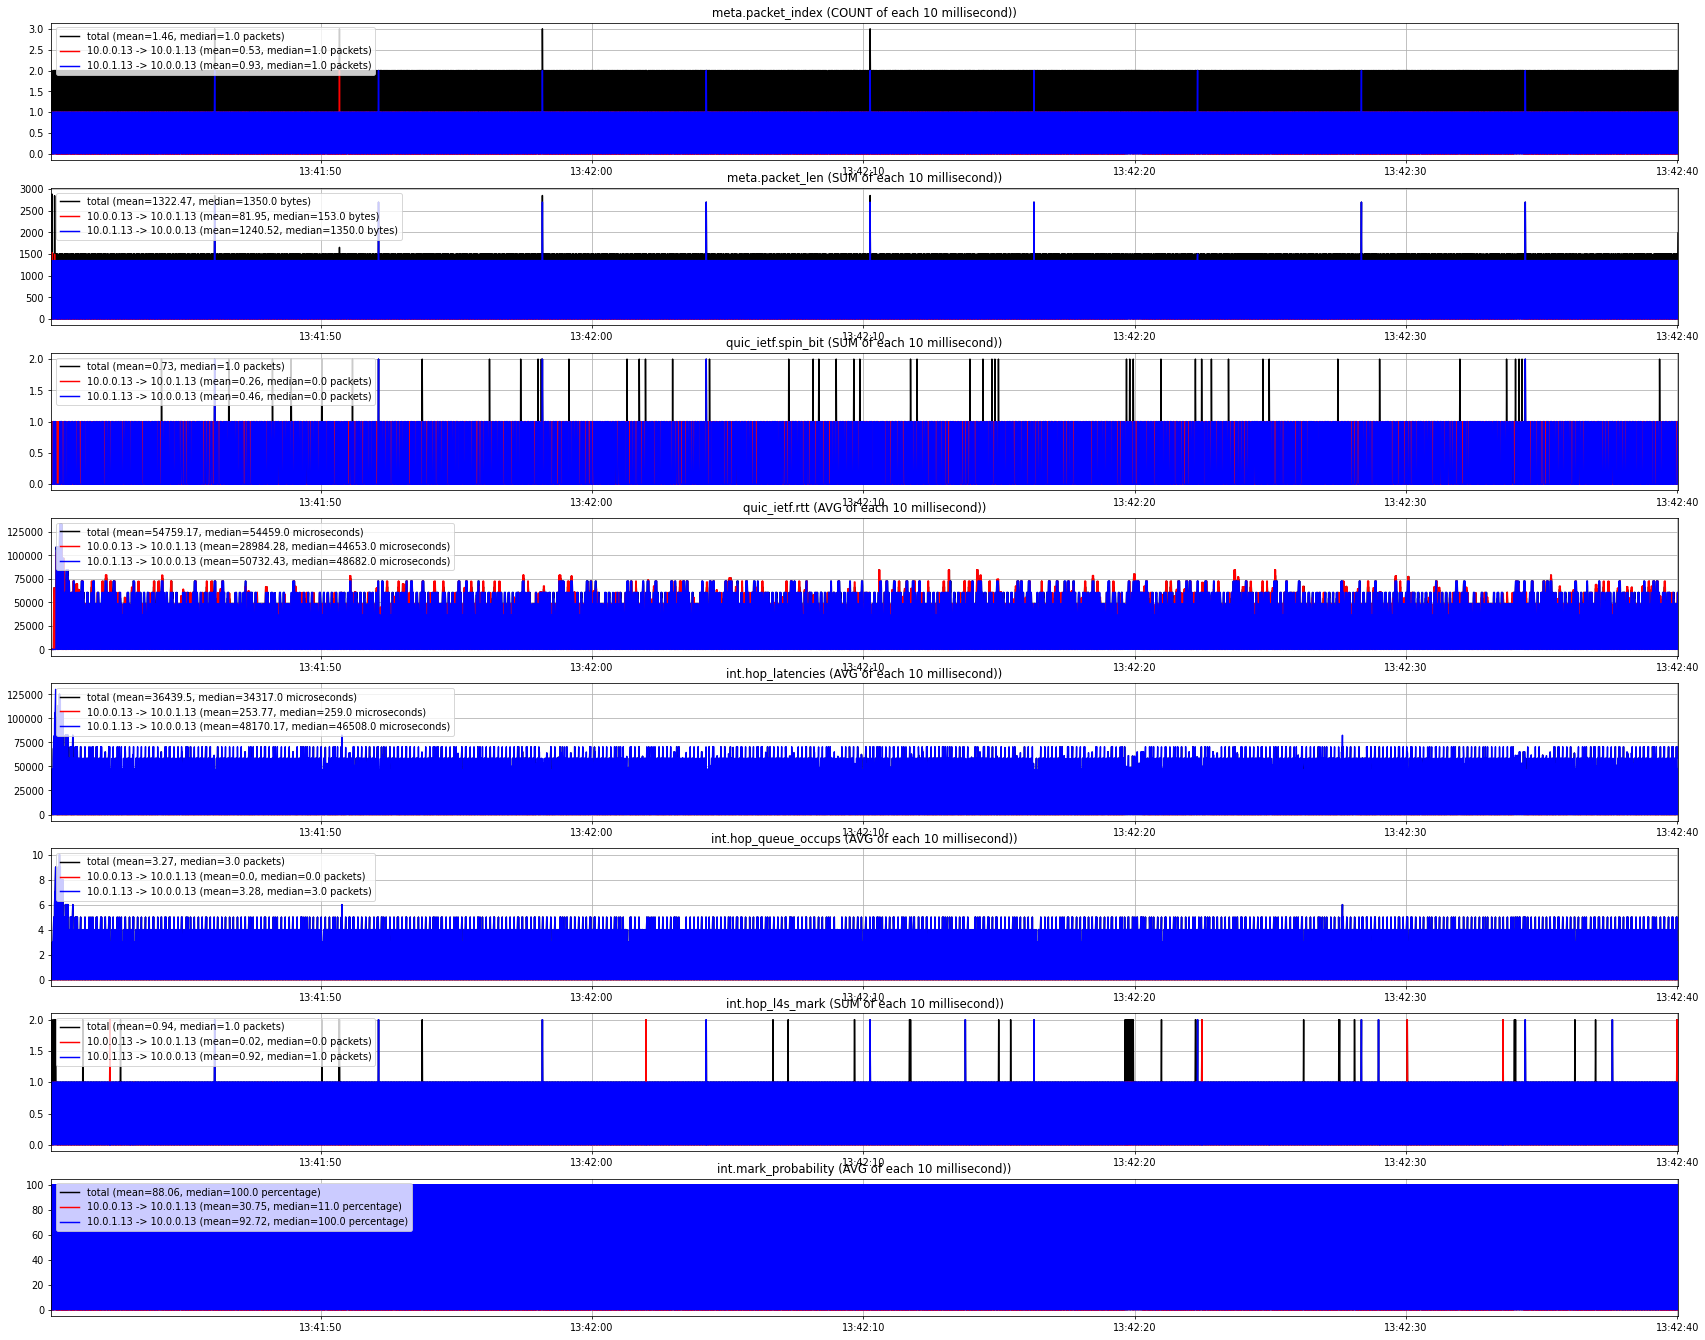 meta.packet_index (COUNT of each 10 millisecond))
3.0
2.5
2.0
1.5
1.0
0.5
0.0
total (mean=1.46, median=1.0 packets)
10.0.0.13 -> 10.0.1.13 (mean=0.53, median=1.0 packets)
10.0.1.13 -> 10.0.0.13 (mean=0.93, median=1.0 packets)
13:41:50 13:42:00 13:42:10 13:42:20 13:42:30 13:42:40
meta.packet_len (SUM of each 10 millisecond))
3000
2500
2000
1500
1000
500
0
total (mean=1322.47, median=1350.0 bytes)
10.0.0.13 -> 10.0.1.13 (mean=81.95, median=153.0 bytes)
10.0.1.13 -> 10.0.0.13 (mean=1240.52, median=1350.0 bytes)
13:41:50 13:42:00 13:42:10 13:42:20 13:42:30 13:42:40
quic_ietf.spin_bit (SUM of each 10 millisecond))
2.0
1.5
1.0
0.5
0.0
total (mean=0.73, median=1.0 packets)
10.0.0.13 -> 10.0.1.13 (mean=0.26, median=0.0 packets)
10.0.1.13 -> 10.0.0.13 (mean=0.46, median=0.0 packets)
13:41:50 13:42:00 13:42:10 13:42:20 13:42:30 13:42:40
quic_ietf.rtt (AVG of each 10 millisecond))
125000
100000
75000
50000
25000
0
total (mean=54759.17, median=54459.0 microseconds)
10.0.0.13 -> 10.0.1.13 (mean=28984.28, median=44653.0 microseconds)
10.0.1.13 -> 10.0.0.13 (mean=50732.43, median=48682.0 microseconds)
13:41:50 13:42:00 13:42:10 13:42:20 13:42:30 13:42:40
int.hop_latencies (AVG of each 10 millisecond))
125000
100000
75000
50000
25000
0
total (mean=36439.5, median=34317.0 microseconds)
10.0.0.13 -> 10.0.1.13 (mean=253.77, median=259.0 microseconds)
10.0.1.13 -> 10.0.0.13 (mean=48170.17, median=46508.0 microseconds)
13:41:50 13:42:00 13:42:10 13:42:20 13:42:30 13:42:40
int.hop_queue_occups (AVG of each 10 millisecond))
10
8
6
4
2
0
total (mean=3.27, median=3.0 packets)
10.0.0.13 -> 10.0.1.13 (mean=0.0, median=0.0 packets)
10.0.1.13 -> 10.0.0.13 (mean=3.28, median=3.0 packets)
13:41:50 13:42:00 13:42:10 13:42:20 13:42:30 13:42:40
int.hop_l4s_mark (SUM of each 10 millisecond))
2.0
1.5
1.0
0.5
0.0
total (mean=0.94, median=1.0 packets)
10.0.0.13 -> 10.0.1.13 (mean=0.02, median=0.0 packets)
10.0.1.13 -> 10.0.0.13 (mean=0.92, median=1.0 packets)
13:41:50 13:42:00 13:42:10 13:42:20 13:42:30 13:42:40
int.mark_probability (AVG of each 10 millisecond))
100
80
60
40
20
0
total (mean=88.06, median=100.0 percentage)
10.0.0.13 -> 10.0.1.13 (mean=30.75, median=11.0 percentage)
10.0.1.13 -> 10.0.0.13 (mean=92.72, median=100.0 percentage)
13:41:50 13:42:00 13:42:10 13:42:20 13:42:30 13:42:40